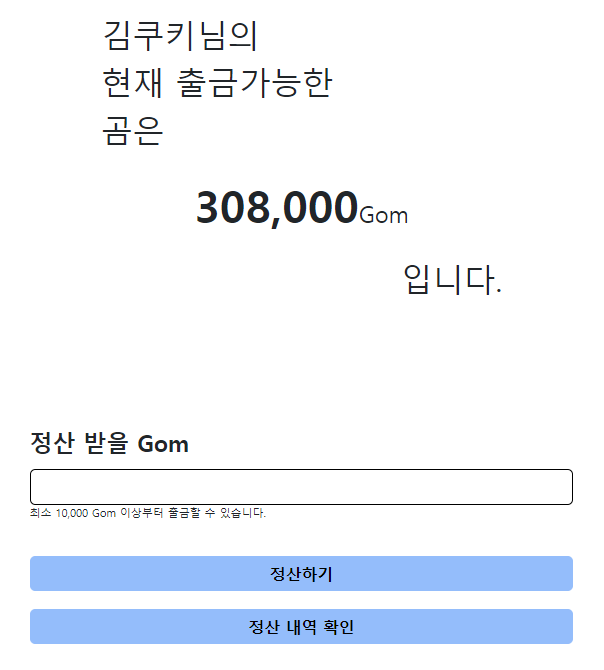 김쿠키님의
현재 출금가능한
곰은
308,000Gom
입니다.
정산 받을 Gom
최소 10,000 Gom 이상부터 출금할 수 있습니다.
정산하기
정산 내역 확인